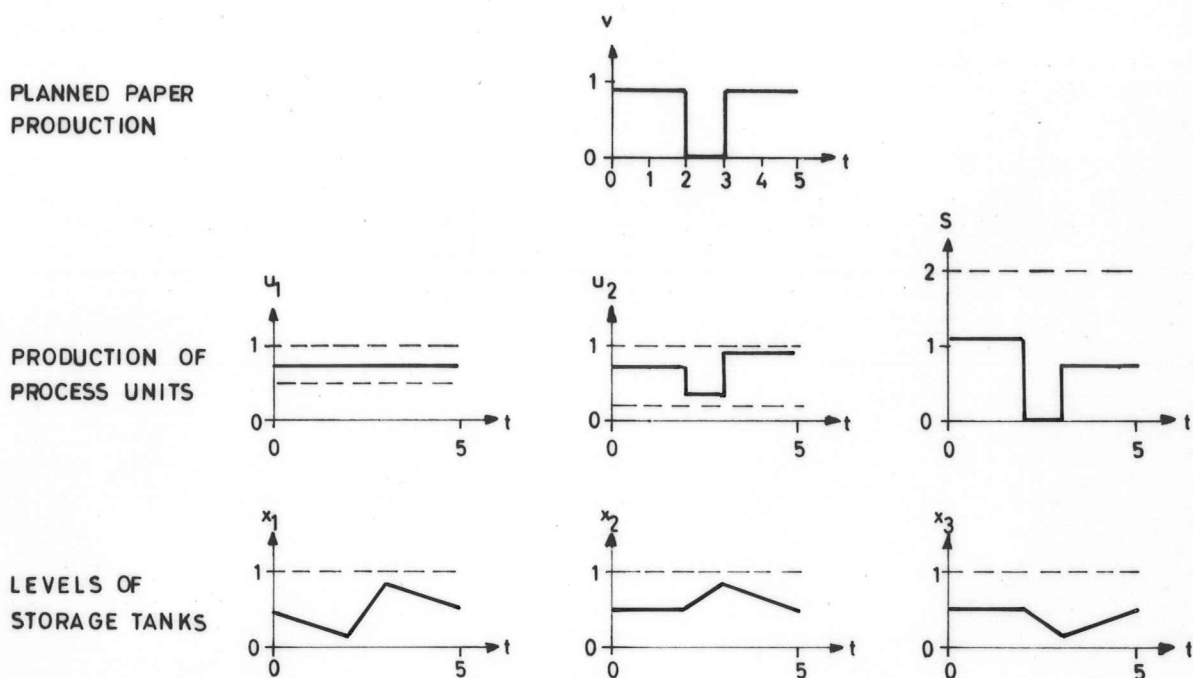 PLANNED PAPER
PRODUCTION
v
1
0
0 1 2 3 4 5
t
PRODUCTION OF
PROCESS UNITS
u1
1
0
0 5
t
u2
1
0
0 5
t
S
2
1
0
0 5
t
LEVELS OF
STORAGE TANKS
x1
1
0
0 5
t
x2
1
0
0 5
t
x3
1
0
0 5
t